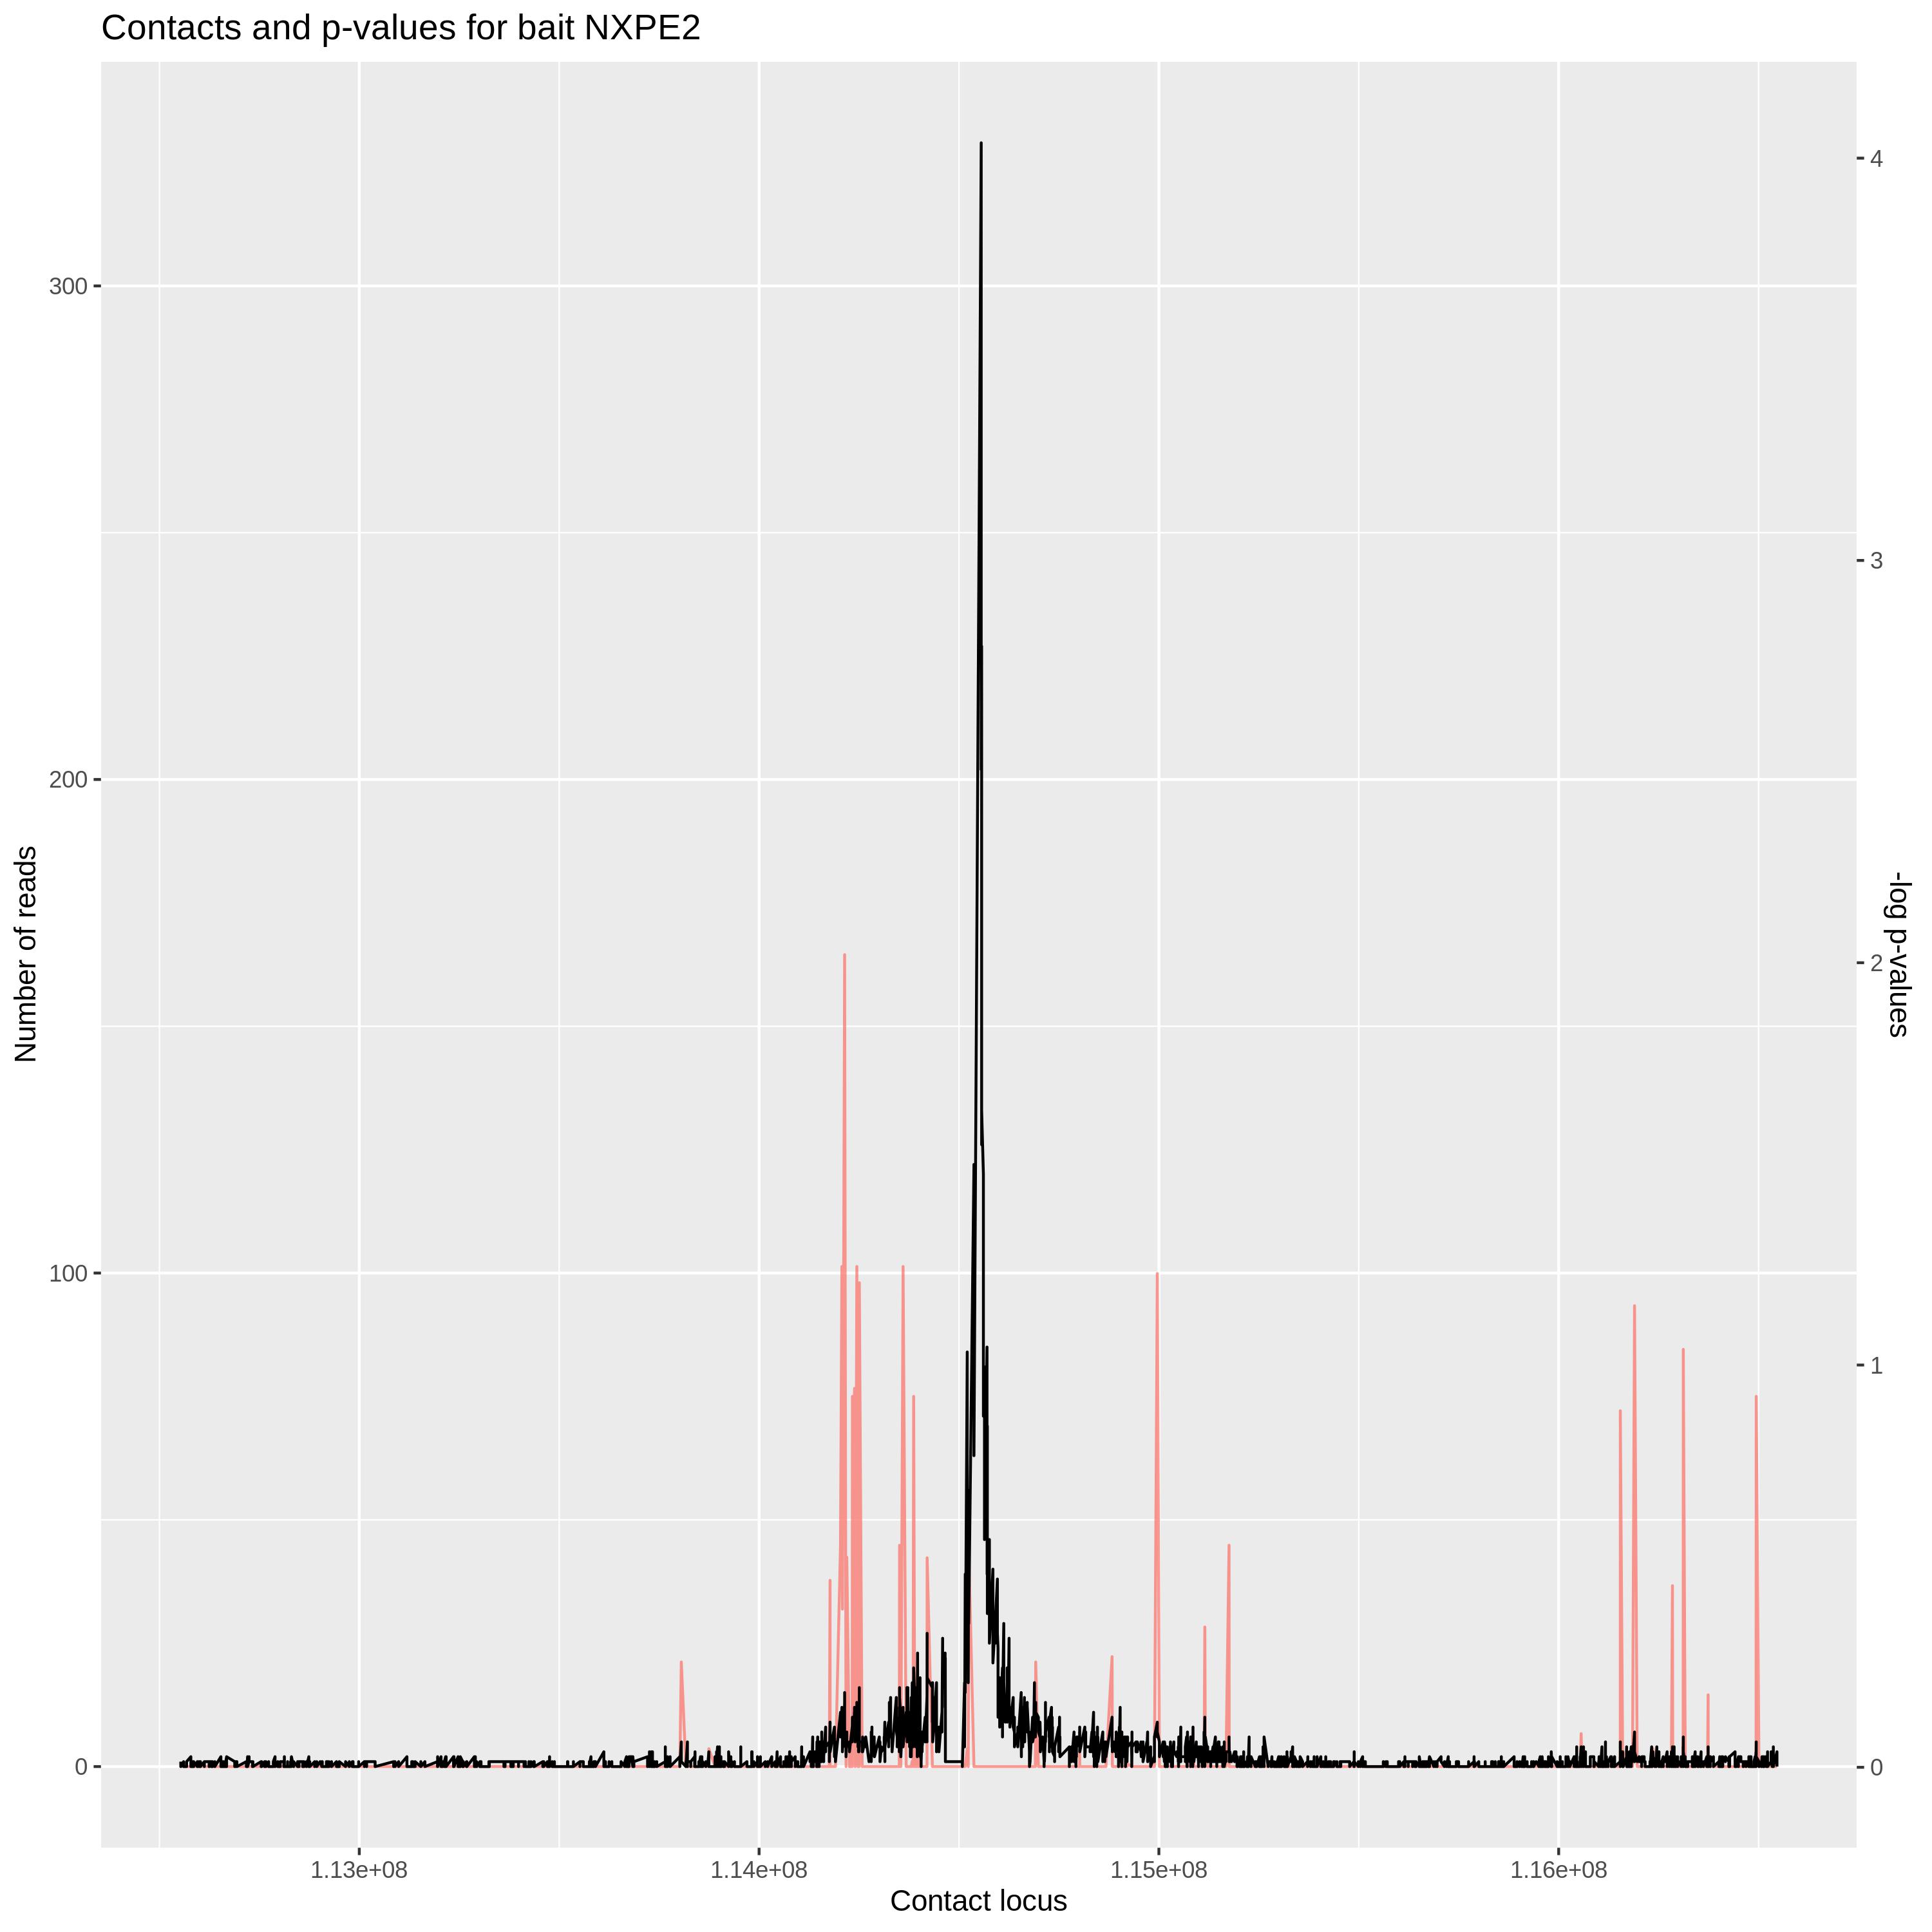 Contacts and p-values for bait NXPE2
Number of reads
300
200
100
0
4
3
2
1
0
-log p-values
1.13e+08
1.14e+08
1.15e+08
1.16e+08
Contact locus